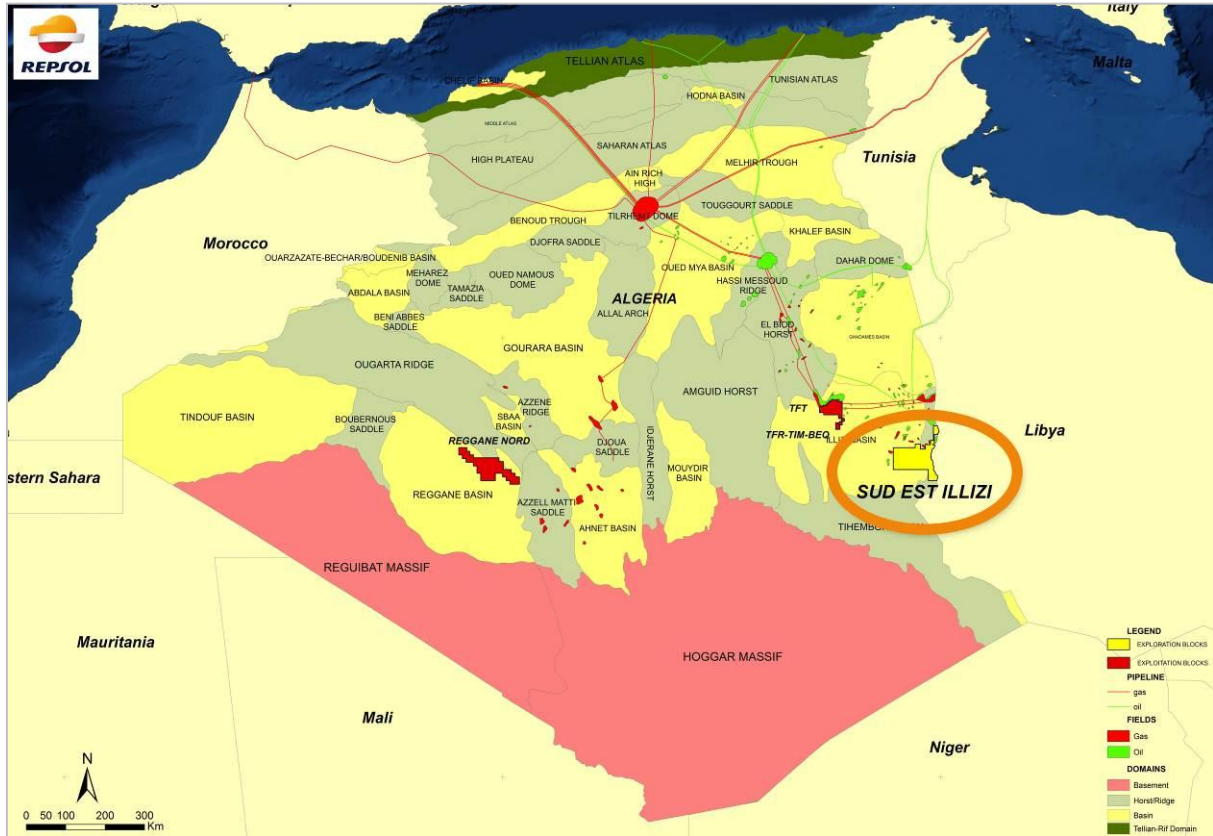 REPSOL
Italy
Malta
TELLIAN ATLAS
CHELIF BASIN
TUNISIAN ATLAS
HODNA BASIN
MIDDLE ATLAS
SAHARAN ATLAS
HIGH PLATEAU
MELHIR TROUGH
Tunisia
AIN RICH
HIGH
TILRHEMT DOME
TOUGGOURT SADDLE
BENOUD TROUGH
KHALEF BASIN
Morocco
DJOFRA SADDLE
OUARZAZATE-BECHAR/BOUDENIB BASIN
OUED MYA BASIN
DAHAR DOME
MEHAREZ
DOME
OUED NAMOUS
DOME
HASSI MESSOUD
RIDGE
TAMAZIA
SADDLE
ABDALA BASIN
ALGERIA
ALLAL ARCH
BENI ABBES
SADDLE
EL BIOD
HORST
GHADAMES BASIN
GOURARA BASIN
OUGARTA RIDGE
AMGUID HORST
TINDOUF BASIN
AZZENE
RIDGE
BOUBERNOUS
SADDLE
SBAA
BASIN
TFT
IDJERANE HORST
Libya
REGGANE NORD
DJOUA
SADDLE
TFR-TIM-BEQ
MOUYDIR
BASIN
stern Sahara
REGGANE BASIN
SUD EST ILLIZI
AZZELL MATTI
SADDLE
AHNET BASIN
REGUIBAT MASSIF
Mauritania
HOGGAR MASSIF
Mali
Niger
LEGEND
EXPLORATION BLOCKS
EXPLOITATION BLOCKS
PIPELINE
gas
oil
FIELDS
Gas
Oil
DOMAINS
Basement
Horst/Ridge
Basin
Tellian-Rif Domain
N
0 50 100 200 300
Km